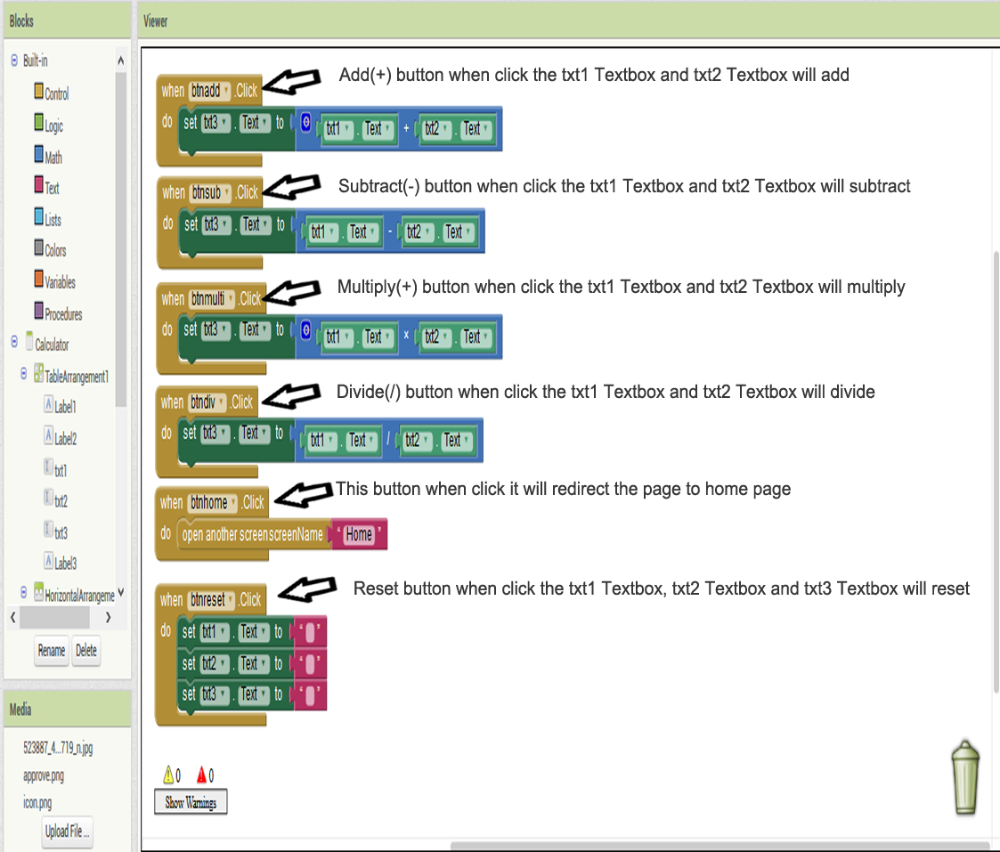 Blocks
Viewer
Built-in
Control
Logic
Math
Text
Lists
Colors
Variables
Procedures
Calculator
TableArrangement1
Label1
Label2
txt1
txt2
txt3
Label3
HorizontalArrangeme
Rename Delete
Media
523887_4...719_n.jpg
approve.png
icon.png
Upload File ...
when btnadd .Click
Add(+) button when click the txt1 Textbox and txt2 Textbox will add
do set txt3 . Text to txt1 . Text + txt2 . Text
when btnsub .Click
Subtract(-) button when click the txt1 Textbox and txt2 Textbox will subtract
do set txt3 . Text to txt1 . Text - txt2 . Text
when btnmulti .Click
Multiply(+) button when click the txt1 Textbox and txt2 Textbox will multiply
do set txt3 . Text to txt1 . Text × txt2 . Text
when btndiv .Click
Divide(/) button when click the txt1 Textbox and txt2 Textbox will divide
do set txt3 . Text to txt1 . Text / txt2 . Text
when btnhome .Click
This button when click it will redirect the page to home page
do open another screen screenName " Home "
when btnreset .Click
Reset button when click the txt1 Textbox, txt2 Textbox and txt3 Textbox will reset
do set txt1 . Text to " "
set txt2 . Text to " "
set txt3 . Text to " "
0 0
Show Warnings